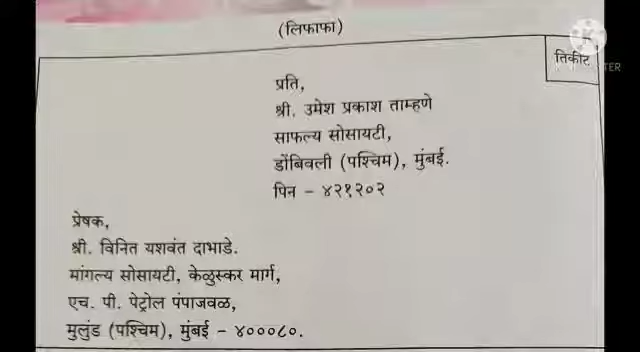 (लिफाफा)
तिकीट
प्रति,
श्री. उमेश प्रकाश ताम्हणे
साफल्य सोसायटी,
डोंबिवली (पश्चिम), मुंबई.
पिन – ४२१२०२
प्रेषक,
श्री. विनित यशवंत दाभाडे.
मांगल्य सोसायटी, केळुस्कर मार्ग,
एच. पी. पेट्रोल पंपाजवळ,
मुलुंड (पश्चिम), मुंबई – ४०००८०.